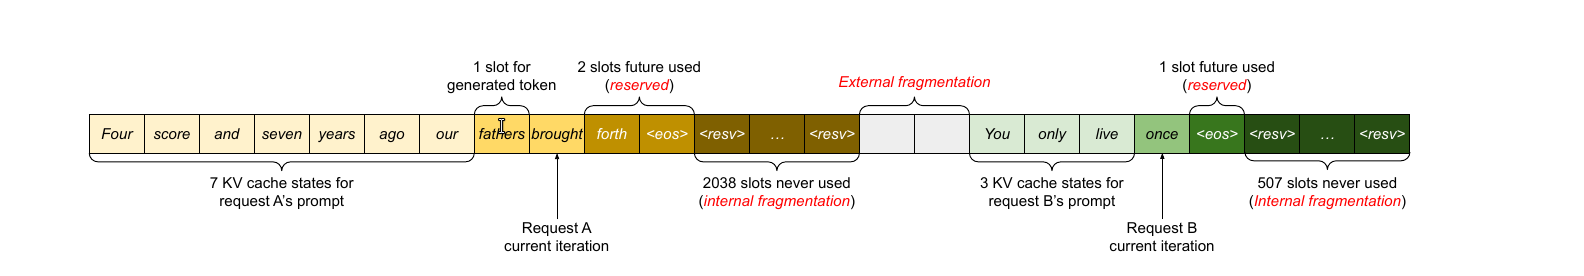 1 slot for
generated token
2 slots future used
(reserved)
External fragmentation
1 slot future used
(reserved)
Four score and seven years ago our fathers brought forth <eos> <resv> ... <resv> You only live once <eos> <resv> ... <resv>
7 KV cache states for
request A's prompt
2038 slots never used
(internal fragmentation)
3 KV cache states for
request B's prompt
507 slots never used
(Internal fragmentation)
Request A
current iteration
Request B
current iteration